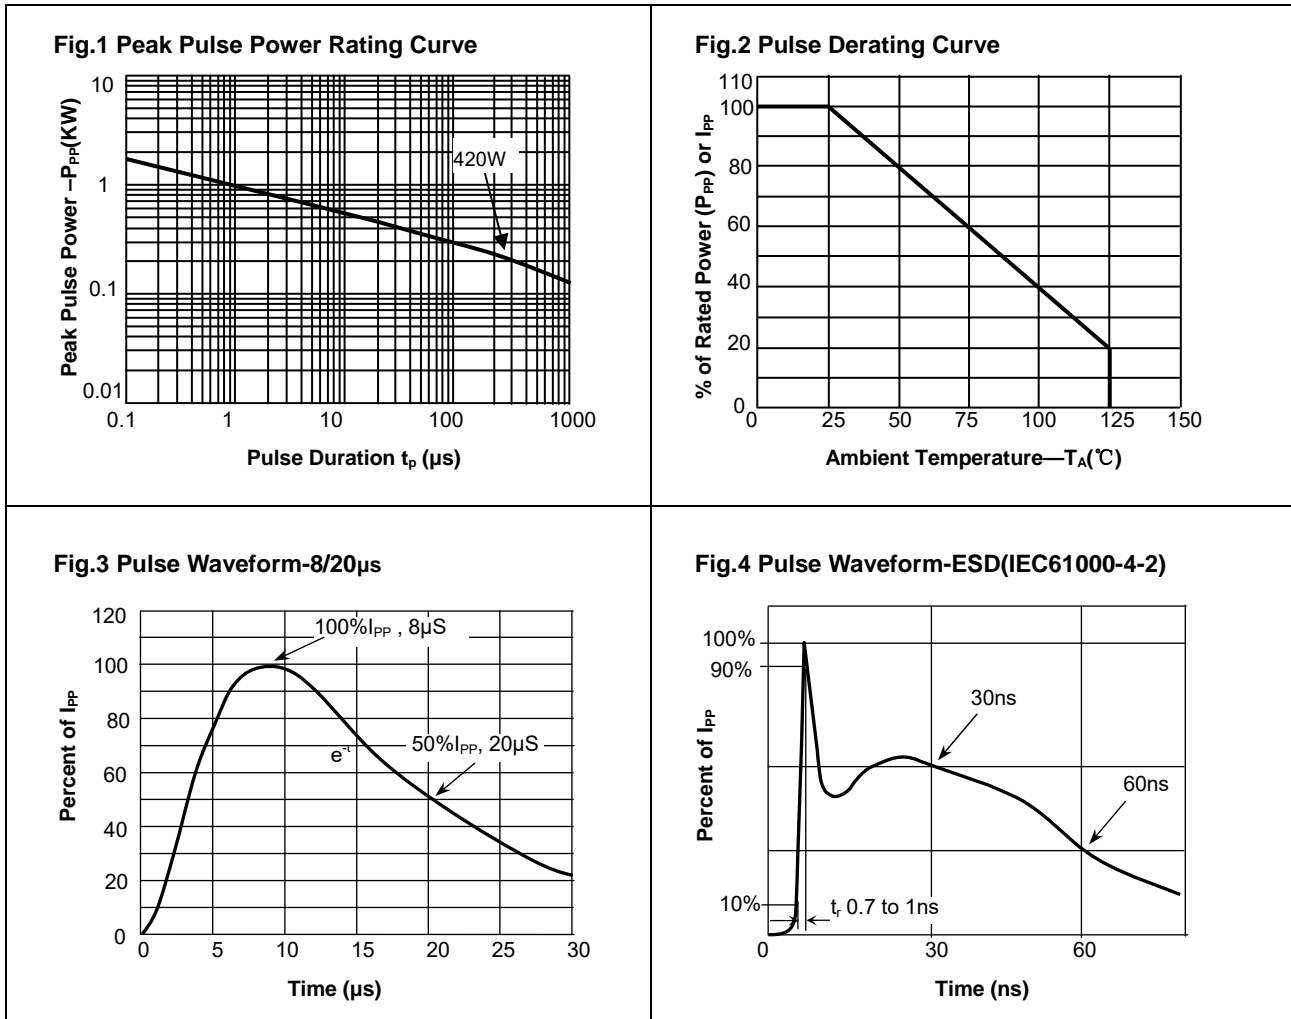 Fig.1 Peak Pulse Power Rating Curve
Peak Pulse Power –PPP(KW)
10
1
0.1
0.01
420W
0.1 1 10 100 1000
Pulse Duration tp (µs)
Fig.2 Pulse Derating Curve
% of Rated Power (PPP) or IPP
110
100
80
60
40
20
0
25 50 75 100 125 150
Ambient Temperature—TA(℃)
Fig.3 Pulse Waveform-8/20µs
Percent of IPP
120
100
80
60
40
20
0
100%IPP , 8µS
e-t
50%IPP, 20µS
0 5 10 15 20 25 30
Time (µs)
Fig.4 Pulse Waveform-ESD(IEC61000-4-2)
Percent of IPP
100%
90%
10%
30ns
60ns
tr 0.7 to 1ns
0 30 60
Time (ns)